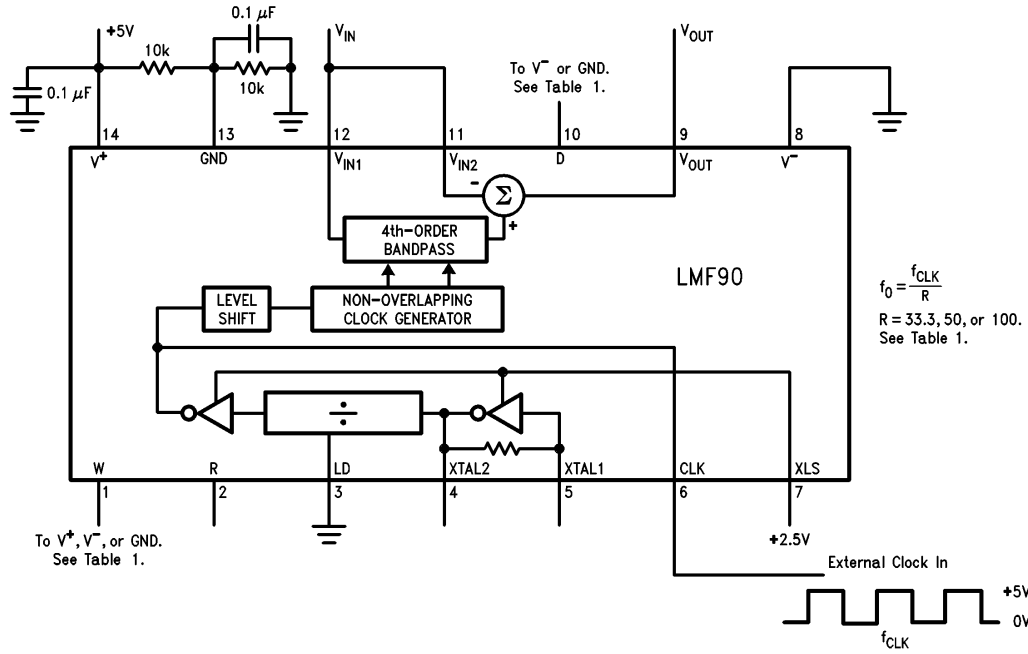 +5V
0.1 µF
V_IN
V_OUT
10k
10k
0.1 µF
To V⁻ or GND.
See Table 1.
14
13
12
11
10
9
8
V⁺
GND
V_IN1
V_IN2
D
V_OUT
V⁻
-
Σ
+
4th-ORDER
BANDPASS
LMF90
LEVEL
SHIFT
NON-OVERLAPPING
CLOCK GENERATOR
f₀ = f_CLK / R
R = 33.3, 50, or 100.
See Table 1.
÷
W
R
LD
XTAL2
XTAL1
CLK
XLS
1
2
3
4
5
6
7
To V⁺, V⁻, or GND.
See Table 1.
+2.5V
External Clock In
+5V
0V
f_CLK